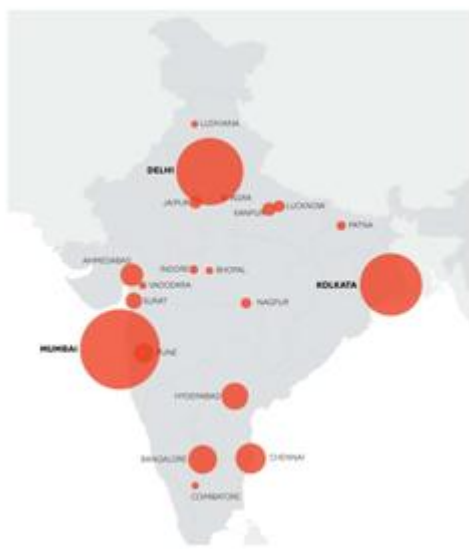 LUDHIANA
DELHI
AGRA
JAIPUR
LUCKNOW
KANPUR
PATNA
AHMEDABAD
INDORE
BHOPAL
VADODARA
KOLKATA
SURAT
NAGPUR
MUMBAI
PUNE
HYDERABAD
BANGALORE
CHENNAI
COIMBATORE